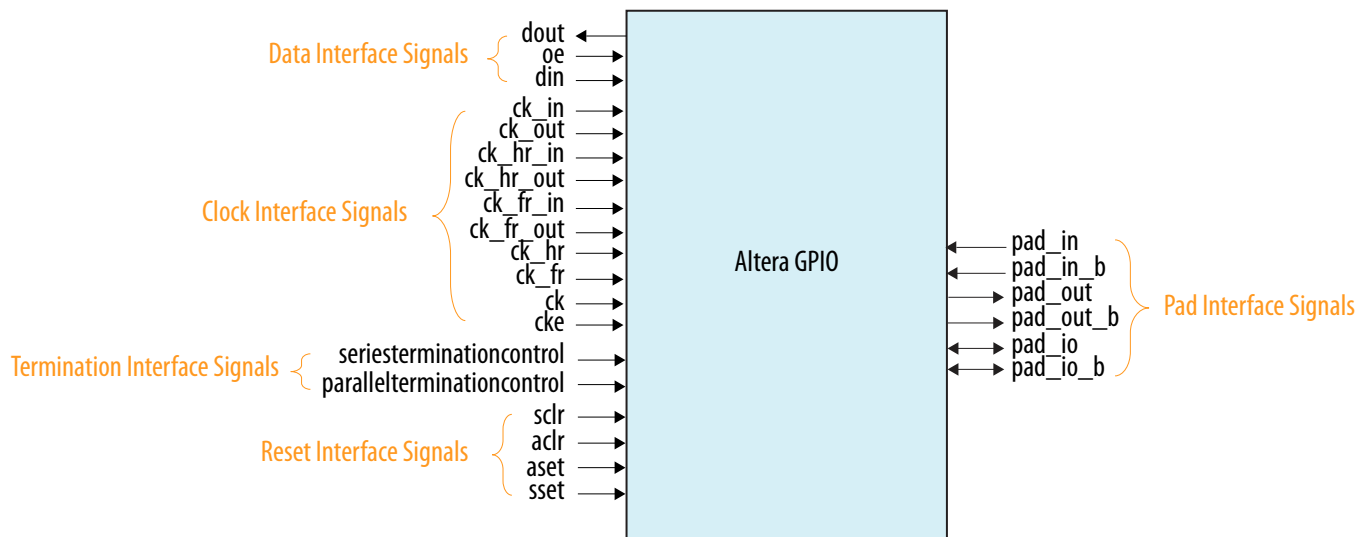 dout
Data Interface Signals
oe
din
ck_in
ck_out
ck_hr_in
ck_hr_out
Clock Interface Signals
ck_fr_in
ck_fr_out
ck_hr
ck_fr
ck
cke
seriesterminationcontrol
Termination Interface Signals
parallelterminationcontrol
sclr
aclr
Reset Interface Signals
aset
sset
Altera GPIO
pad_in
pad_in_b
pad_out
Pad Interface Signals
pad_out_b
pad_io
pad_io_b